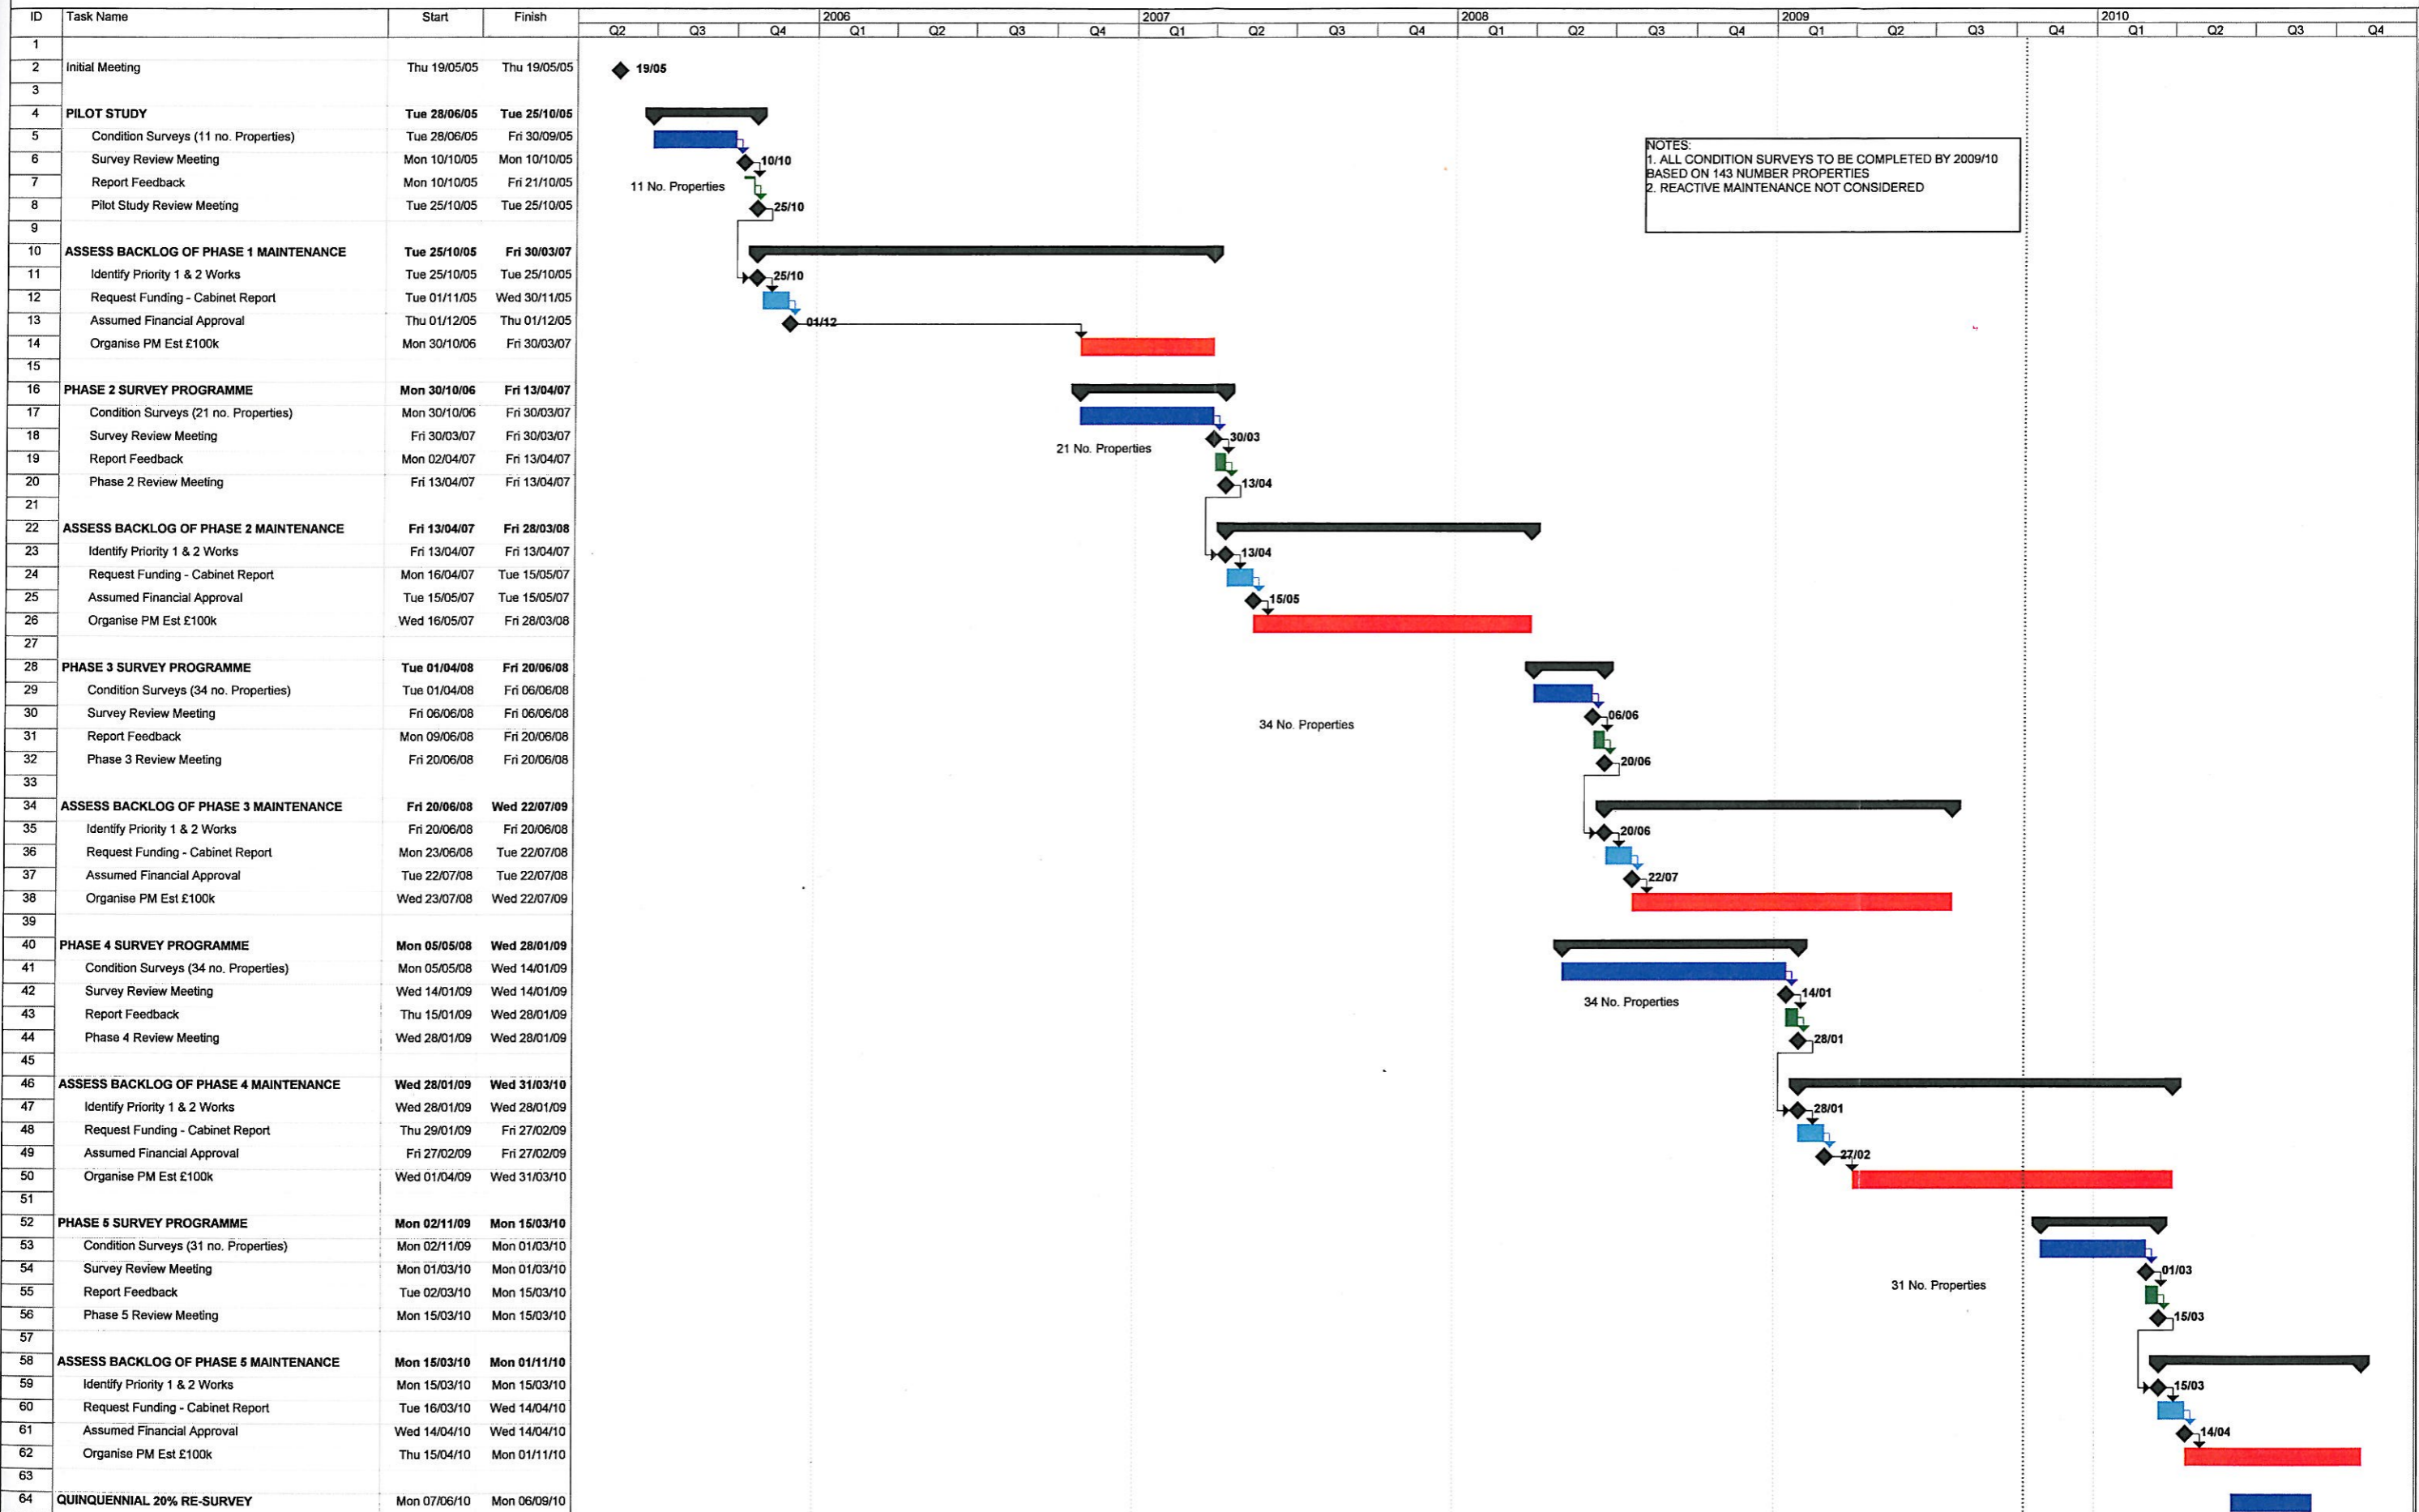 ID Task Name Start Finish 2006 2007 2008 2009 2010
Q2 Q3 Q4 Q1 Q2 Q3 Q4 Q1 Q2 Q3 Q4 Q1 Q2 Q3 Q4 Q1 Q2 Q3 Q4 Q1 Q2 Q3 Q4
1
2 Initial Meeting Thu 19/05/05 Thu 19/05/05 19/05
3
4 PILOT STUDY Tue 28/06/05 Tue 25/10/05
5 Condition Surveys (11 no. Properties) Tue 28/06/05 Fri 30/09/05
6 Survey Review Meeting Mon 10/10/05 Mon 10/10/05 10/10
7 Report Feedback Mon 10/10/05 Fri 21/10/05 11 No. Properties
8 Pilot Study Review Meeting Tue 25/10/05 Tue 25/10/05 25/10
9
NOTES:
1. ALL CONDITION SURVEYS TO BE COMPLETED BY 2009/10
BASED ON 143 NUMBER PROPERTIES
2. REACTIVE MAINTENANCE NOT CONSIDERED
10 ASSESS BACKLOG OF PHASE 1 MAINTENANCE Tue 25/10/05 Fri 30/03/07
11 Identify Priority 1 & 2 Works Tue 25/10/05 Tue 25/10/05 25/10
12 Request Funding - Cabinet Report Tue 01/11/05 Wed 30/11/05
13 Assumed Financial Approval Thu 01/12/05 Thu 01/12/05 01/12
14 Organise PM Est £100k Mon 30/10/06 Fri 30/03/07
15
16 PHASE 2 SURVEY PROGRAMME Mon 30/10/06 Fri 13/04/07
17 Condition Surveys (21 no. Properties) Mon 30/10/06 Fri 30/03/07
18 Survey Review Meeting Fri 30/03/07 Fri 30/03/07 30/03
19 Report Feedback Mon 02/04/07 Fri 13/04/07 21 No. Properties
20 Phase 2 Review Meeting Fri 13/04/07 Fri 13/04/07 13/04
21
22 ASSESS BACKLOG OF PHASE 2 MAINTENANCE Fri 13/04/07 Fri 28/03/08
23 Identify Priority 1 & 2 Works Fri 13/04/07 Fri 13/04/07 13/04
24 Request Funding - Cabinet Report Mon 16/04/07 Tue 15/05/07
25 Assumed Financial Approval Tue 15/05/07 Tue 15/05/07 15/05
26 Organise PM Est £100k Wed 16/05/07 Fri 28/03/08
27
28 PHASE 3 SURVEY PROGRAMME Tue 01/04/08 Fri 20/06/08
29 Condition Surveys (34 no. Properties) Tue 01/04/08 Fri 06/06/08
30 Survey Review Meeting Fri 06/06/08 Fri 06/06/08 34 No. Properties 06/06
31 Report Feedback Mon 09/06/08 Fri 20/06/08
32 Phase 3 Review Meeting Fri 20/06/08 Fri 20/06/08 20/06
33
34 ASSESS BACKLOG OF PHASE 3 MAINTENANCE Fri 20/06/08 Wed 22/07/09
35 Identify Priority 1 & 2 Works Fri 20/06/08 Fri 20/06/08 20/06
36 Request Funding - Cabinet Report Mon 23/06/08 Tue 22/07/08
37 Assumed Financial Approval Tue 22/07/08 Tue 22/07/08 22/07
38 Organise PM Est £100k Wed 23/07/08 Wed 22/07/09
39
40 PHASE 4 SURVEY PROGRAMME Mon 05/05/08 Wed 28/01/09
41 Condition Surveys (34 no. Properties) Mon 05/05/08 Wed 14/01/09
42 Survey Review Meeting Wed 14/01/09 Wed 14/01/09 34 No. Properties 14/01
43 Report Feedback Thu 15/01/09 Wed 28/01/09
44 Phase 4 Review Meeting Wed 28/01/09 Wed 28/01/09 28/01
45
46 ASSESS BACKLOG OF PHASE 4 MAINTENANCE Wed 28/01/09 Wed 31/03/10
47 Identify Priority 1 & 2 Works Wed 28/01/09 Wed 28/01/09 28/01
48 Request Funding - Cabinet Report Thu 29/01/09 Fri 27/02/09
49 Assumed Financial Approval Fri 27/02/09 Fri 27/02/09 27/02
50 Organise PM Est £100k Wed 01/04/09 Wed 31/03/10
51
52 PHASE 5 SURVEY PROGRAMME Mon 02/11/09 Mon 15/03/10
53 Condition Surveys (31 no. Properties) Mon 02/11/09 Mon 01/03/10
54 Survey Review Meeting Mon 01/03/10 Mon 01/03/10 01/03
55 Report Feedback Tue 02/03/10 Mon 15/03/10 31 No. Properties
56 Phase 5 Review Meeting Mon 15/03/10 Mon 15/03/10 15/03
57
58 ASSESS BACKLOG OF PHASE 5 MAINTENANCE Mon 15/03/10 Mon 01/11/10
59 Identify Priority 1 & 2 Works Mon 15/03/10 Mon 15/03/10 15/03
60 Request Funding - Cabinet Report Tue 16/03/10 Wed 14/04/10
61 Assumed Financial Approval Wed 14/04/10 Wed 14/04/10 14/04
62 Organise PM Est £100k Thu 15/04/10 Mon 01/11/10
63
64 QUINQUENNIAL 20% RE-SURVEY Mon 07/06/10 Mon 06/09/10